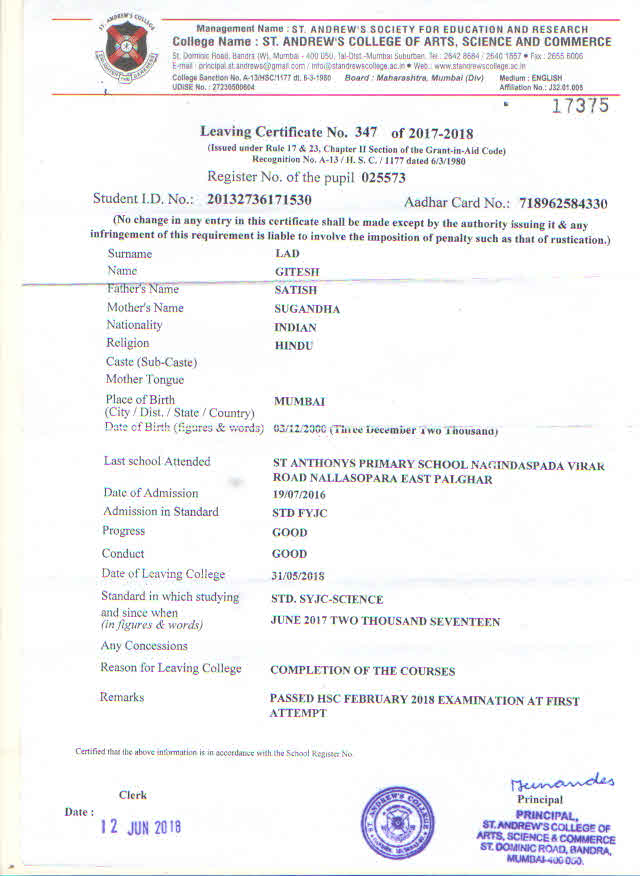 ST. ANDREW'S COLLEGE
Management Name : ST. ANDREW'S SOCIETY FOR EDUCATION AND RESEARCH
College Name : ST. ANDREW'S COLLEGE OF ARTS, SCIENCE AND COMMERCE
St. Dominic Road, Bandra (W), Mumbai - 400 050, Tal-Dist.-Mumbai Suburban. Tel.: 2642 8684 / 2640 1657 • Fax : 2655 6006
E-mail : principal.st.andrews@gmail.com / info@standrewscollege.ac.in • Web.: www.standrewscollege.ac.in
College Sanction No. A-13/HSC/1177 dt. 6-3-1980 Board : Maharashtra, Mumbai (Div) Medium : ENGLISH
UDISE No. : 27230500604 Affiliation No.: J32.01.005
17375
Leaving Certificate No. 347 of 2017-2018
(Issued under Rule 17 & 23, Chapter II Section of the Grant-in-Aid Code)
Recognition No. A-13 / H. S. C. / 1177 dated 6/3/1980)
Register No. of the pupil 025573
Student I.D. No.: 20132736171530 Aadhar Card No.: 718962584330
(No change in any entry in this certificate shall be made except by the authority issuing it & any
infringement of this requirement is liable to involve the imposition of penalty such as that of rustication.)
Surname LAD
Name GITESH
Father's Name SATISH
Mother's Name SUGANDHA
Nationality INDIAN
Religion HINDU
Caste (Sub-Caste)
Mother Tongue
Place of Birth MUMBAI
(City / Dist. / State / Country)
Date of Birth (figures & words) 03/12/2000 (Three December Two Thousand)
Last school Attended ST ANTHONYS PRIMARY SCHOOL NAGINDASPADA VIRAR
ROAD NALLASOPARA EAST PALGHAR
Date of Admission 19/07/2016
Admission in Standard STD FYJC
Progress GOOD
Conduct GOOD
Date of Leaving College 31/05/2018
Standard in which studying STD. SYJC-SCIENCE
and since when
(in figures & words) JUNE 2017 TWO THOUSAND SEVENTEEN
Any Concessions
Reason for Leaving College COMPLETION OF THE COURSES
Remarks PASSED HSC FEBRUARY 2018 EXAMINATION AT FIRST
ATTEMPT
Certified that the above information is in accordance with the School Register No.
Clerk
Date :
12 JUN 2018
ST. ANDREW'S COLLEGE
Principal
PRINCIPAL,
ST. ANDREW'S COLLEGE OF
ARTS, SCIENCE & COMMERCE
ST. DOMINIC ROAD, BANDRA,
MUMBAI-400 050.